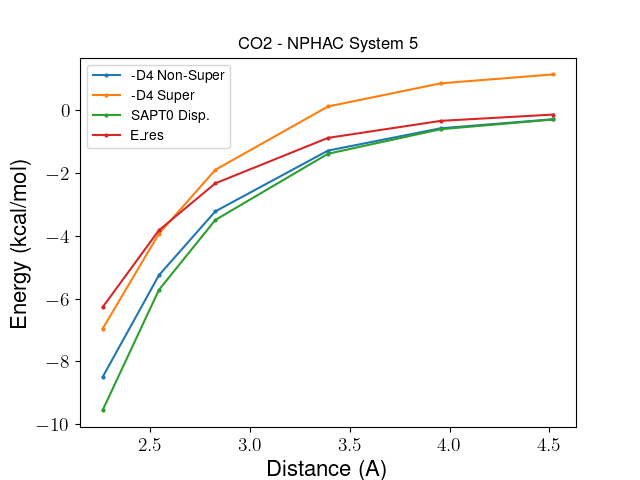 CO2 - NPHAC System 5
-D4 Non-Super
-D4 Super
SAPT0 Disp.
E_res
0
−2
−4
−6
−8
−10
Energy (kcal/mol)
2.5 3.0 3.5 4.0 4.5
Distance (A)